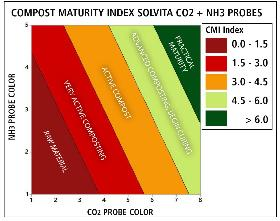 COMPOST MATURITY INDEX SOLVITA CO2 + NH3 PROBES
CMI Index
0.0 - 1.5
1.5 - 3.0
3.0 - 4.5
4.5 - 6.0
> 6.0
NH3 PROBE COLOR
5
4
3
2
1
RAW MATERIAL
VERY ACTIVE COMPOSTING
ACTIVE COMPOST
ADVANCED COMPOSTING BEGIN CURING
PRACTICAL
MATURITY
1 2 3 4 5 6 7 8
CO2 PROBE COLOR